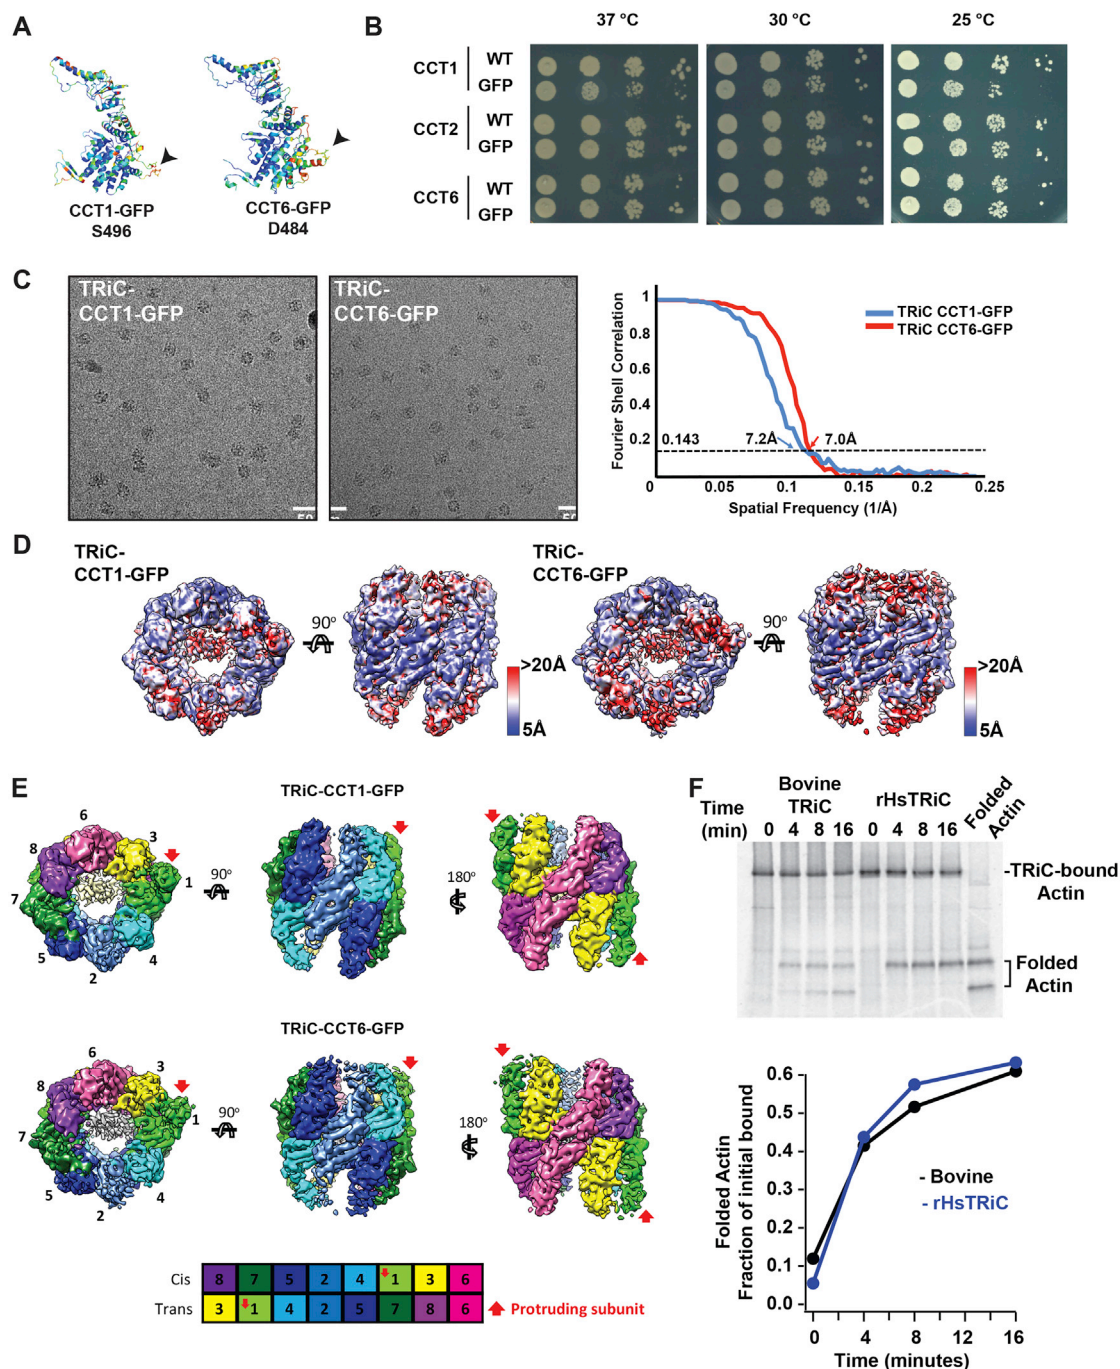 A
CCT1-GFP
S496
CCT6-GFP
D484
B
37 °C
30 °C
25 °C
CCT1
WT
GFP
CCT2
WT
GFP
CCT6
WT
GFP
C
TRiC-
CCT1-GFP
TRiC-
CCT6-GFP
Fourier Shell Correlation
1
0.8
0.6
0.4
0.2
0.143
7.2Å
7.0Å
TRiC CCT1-GFP
TRiC CCT6-GFP
0
0.05
0.1
0.15
0.2
0.25
Spatial Frequency (1/Å)
D
TRiC-
CCT1-GFP
90°
>20Å
5Å
TRiC-
CCT6-GFP
90°
>20Å
5Å
E
TRiC-CCT1-GFP
6
3
8
1
7
5
4
2
90°
180°
TRiC-CCT6-GFP
6
3
8
1
7
5
4
2
90°
180°
Cis 8 7 5 2 4 1 3 6
Trans 3 1 4 2 5 7 8 6
Protruding subunit
F
Time
(min)
Bovine
TRiC
rHsTRiC
Folded
Actin
0 4 8 16 0 4 8 16
-TRiC-bound
Actin
Folded
Actin
Folded Actin
Fraction of initial bound
0.6
0.5
0.4
0.3
0.2
0.1
0.0
- Bovine
- rHsTRiC
0 4 8 12 16
Time (minutes)